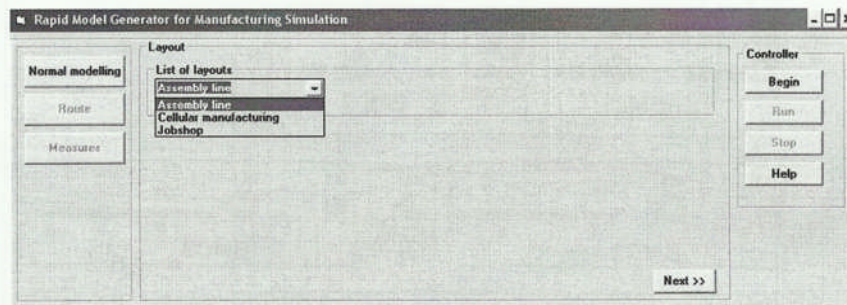 Rapid Model Generator for Manufacturing Simulation
Normal modelling
Route
Measures
Layout
List of layouts
Assembly line
Assembly line
Cellular manufacturing
Jobshop
Next >>
Controller
Begin
Run
Stop
Help